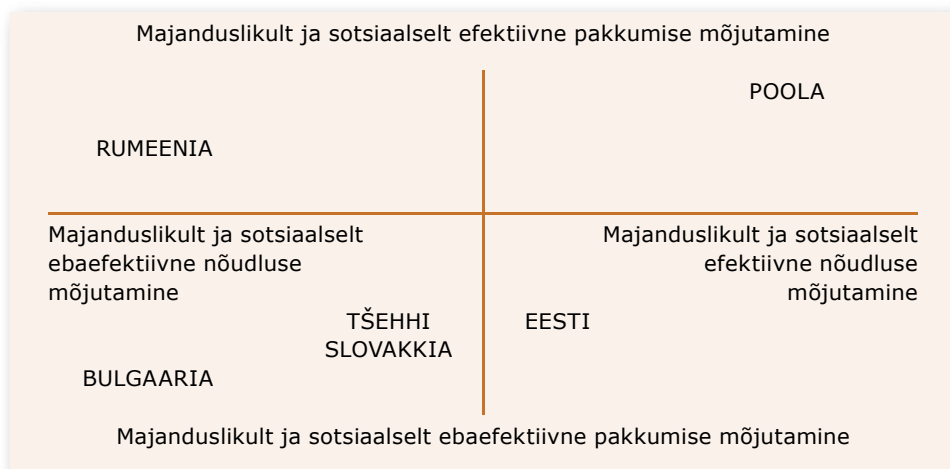 Majanduslikult ja sotsiaalselt efektiivne pakkumise mõjutamine
POOLA
RUMEENIA
Majanduslikult ja sotsiaalselt
ebaefektiivne nõudluse
mõjutamine
Majanduslikult ja sotsiaalselt
efektiivne nõudluse
mõjutamine
TŠEHHI
SLOVAKKIA
EESTI
BULGAARIA
Majanduslikult ja sotsiaalselt ebaefektiivne pakkumise mõjutamine